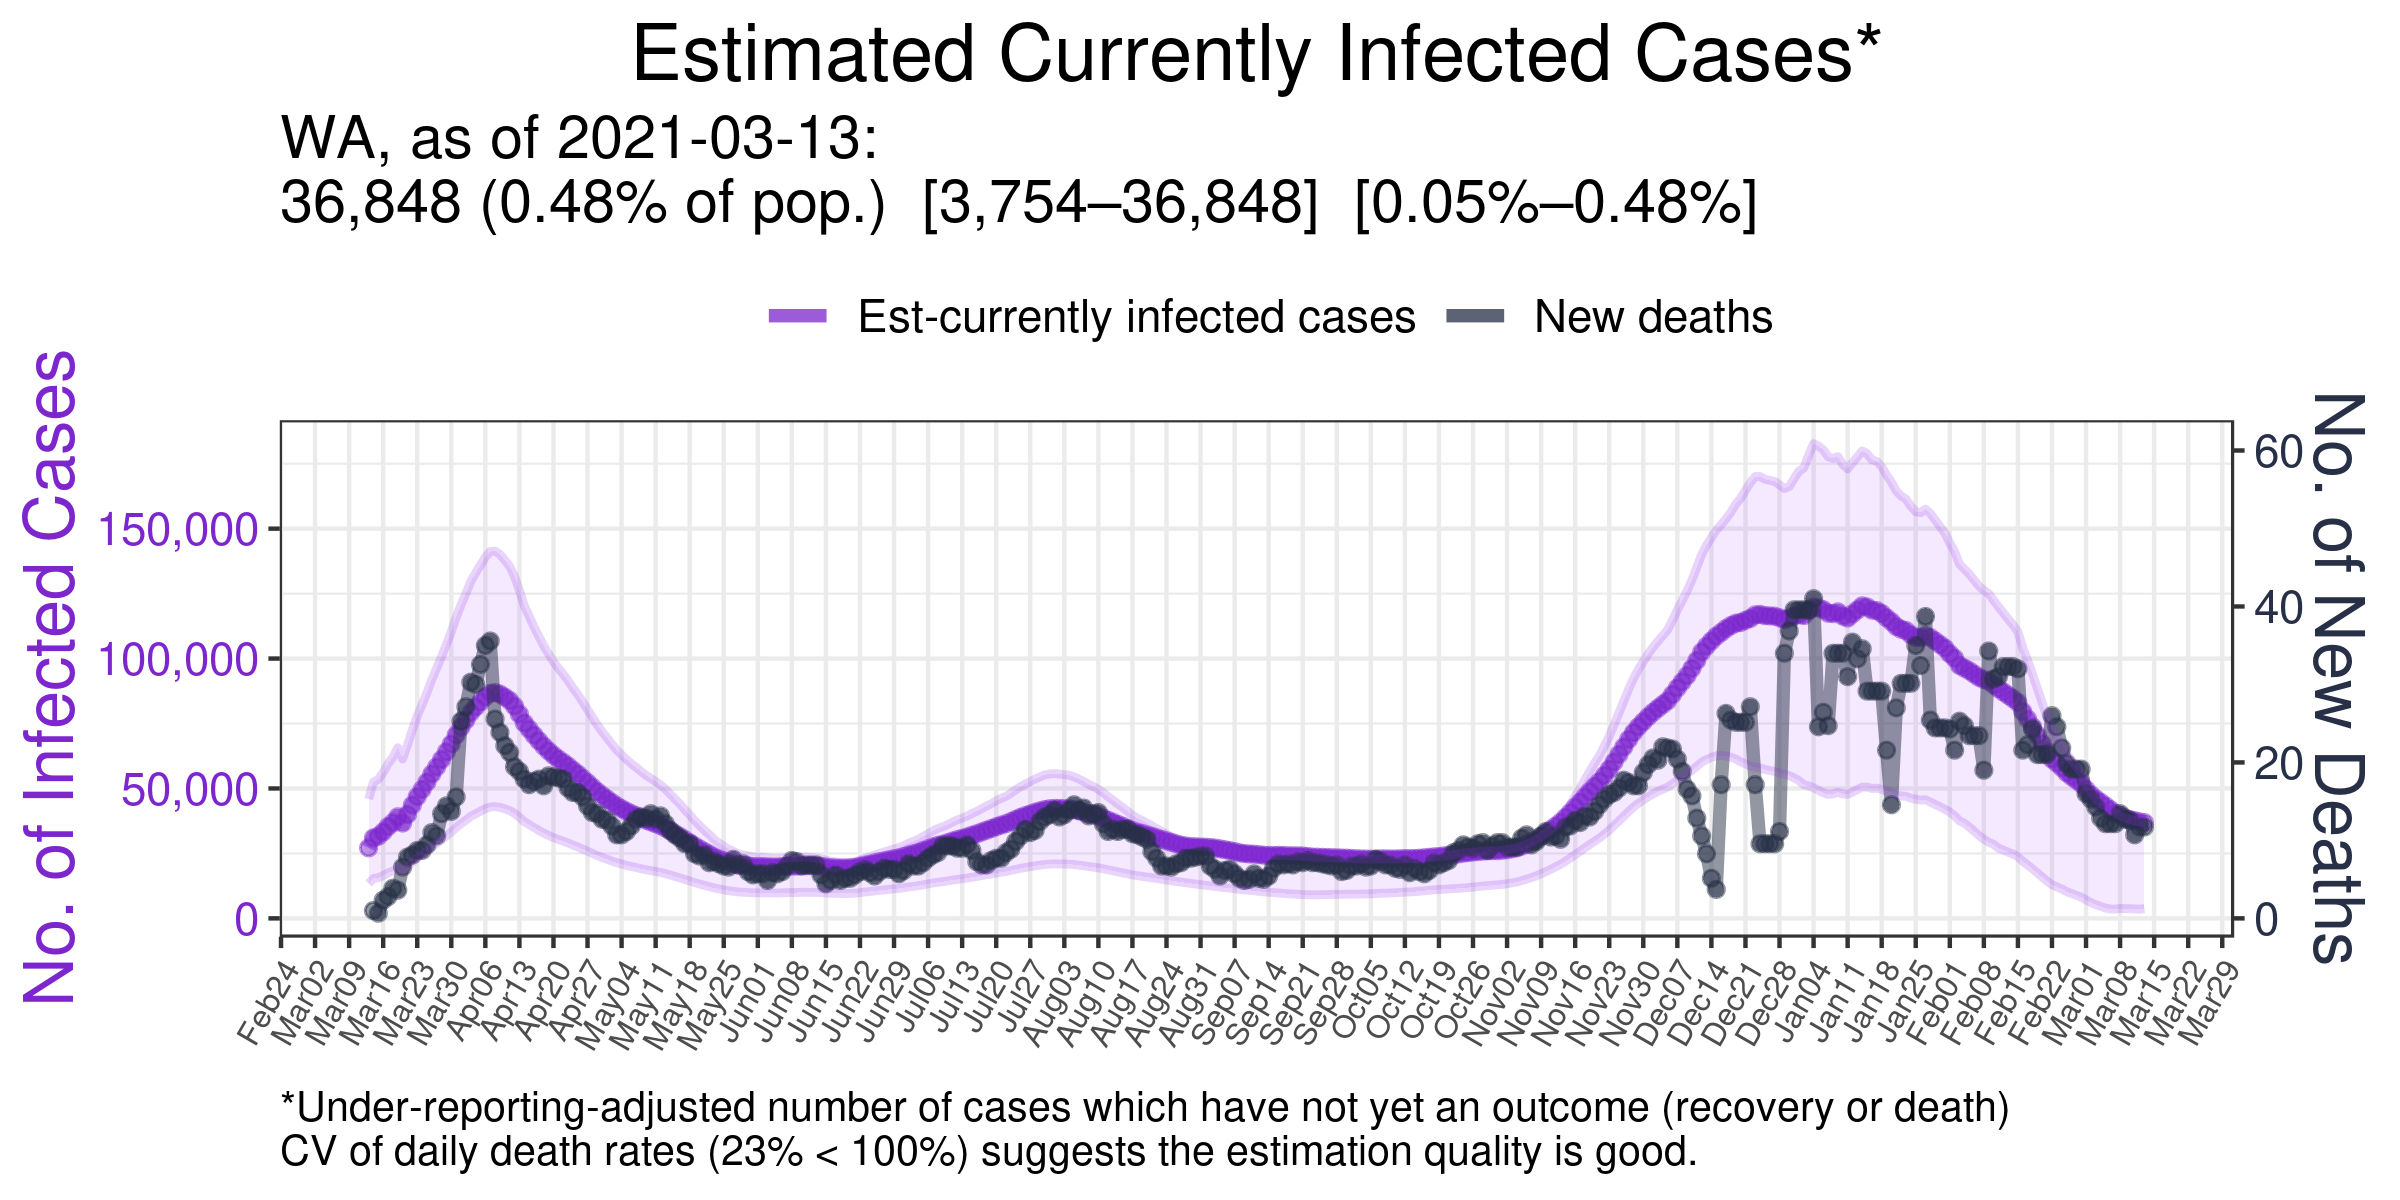 Estimated Currently Infected Cases*
WA, as of 2021-03-13:
36,848 (0.48% of pop.) [3,754–36,848] [0.05%–0.48%]
Est-currently infected cases New deaths
No. of Infected Cases
150,000
100,000
50,000
0
60
40
20
0
No. of New Deaths
Feb24 Mar02 Mar09 Mar16 Mar23 Mar30 Apr06 Apr13 Apr20 Apr27 May04 May11 May18 May25 Jun01 Jun08 Jun15 Jun22 Jun29 Jul06 Jul13 Jul20 Jul27 Aug03 Aug10 Aug17 Aug24 Aug31 Sep07 Sep14 Sep21 Sep28 Oct05 Oct12 Oct19 Oct26 Nov02 Nov09 Nov16 Nov23 Nov30 Dec07 Dec14 Dec21 Dec28 Jan04 Jan11 Jan18 Jan25 Feb01 Feb08 Feb15 Feb22 Mar01 Mar08 Mar15 Mar22 Mar29
*Under-reporting-adjusted number of cases which have not yet an outcome (recovery or death)
CV of daily death rates (23% < 100%) suggests the estimation quality is good.